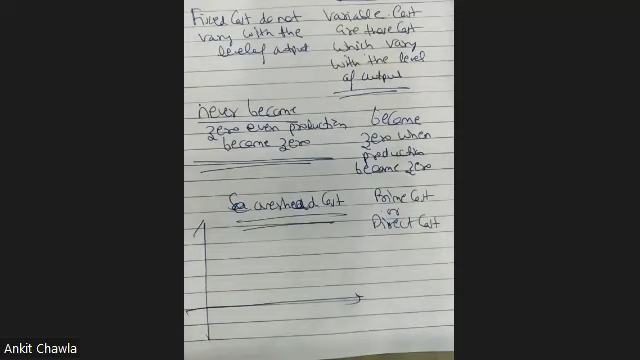 Fixed Cost do not
vary with the
level of output
Variable Cost
are those Cost
which vary
with the level
of output
never become
zero even production
become zero
become
zero when
production
become zero
overhead Cost
Prime Cost
or
Direct Cost
Ankit Chawla